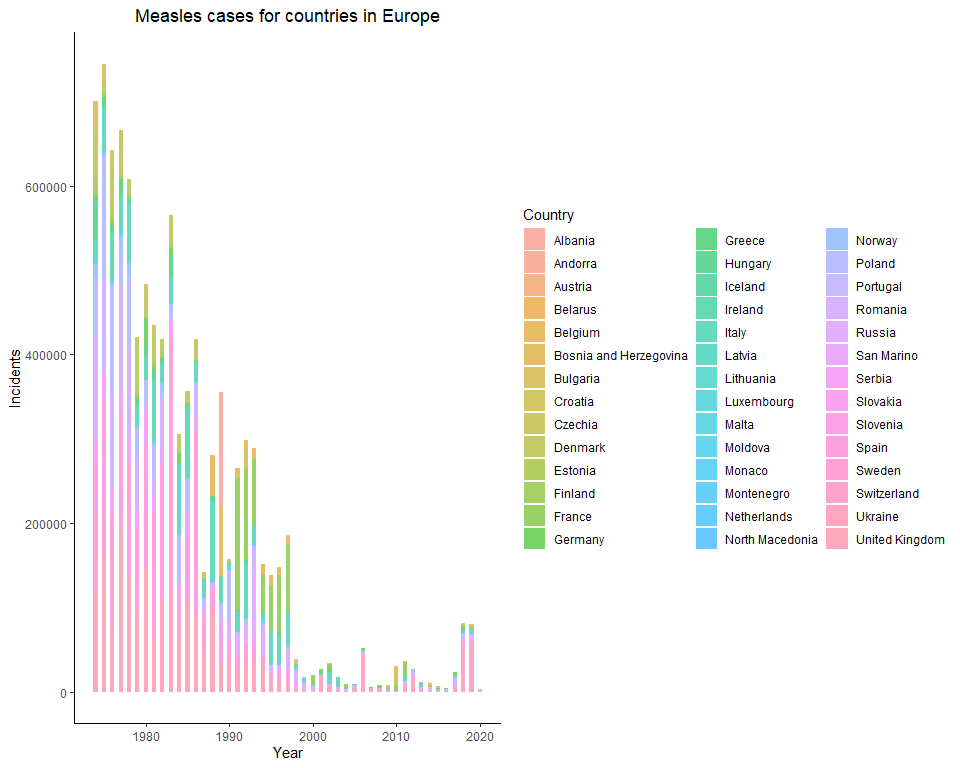 Measles cases for countries in Europe
Incidents
600000
400000
200000
0
1980
1990
2000
2010
2020
Year
Country
Albania
Andorra
Austria
Belarus
Belgium
Bosnia and Herzegovina
Bulgaria
Croatia
Czechia
Denmark
Estonia
Finland
France
Germany
Greece
Hungary
Iceland
Ireland
Italy
Latvia
Lithuania
Luxembourg
Malta
Moldova
Monaco
Montenegro
Netherlands
North Macedonia
Norway
Poland
Portugal
Romania
Russia
San Marino
Serbia
Slovakia
Slovenia
Spain
Sweden
Switzerland
Ukraine
United Kingdom